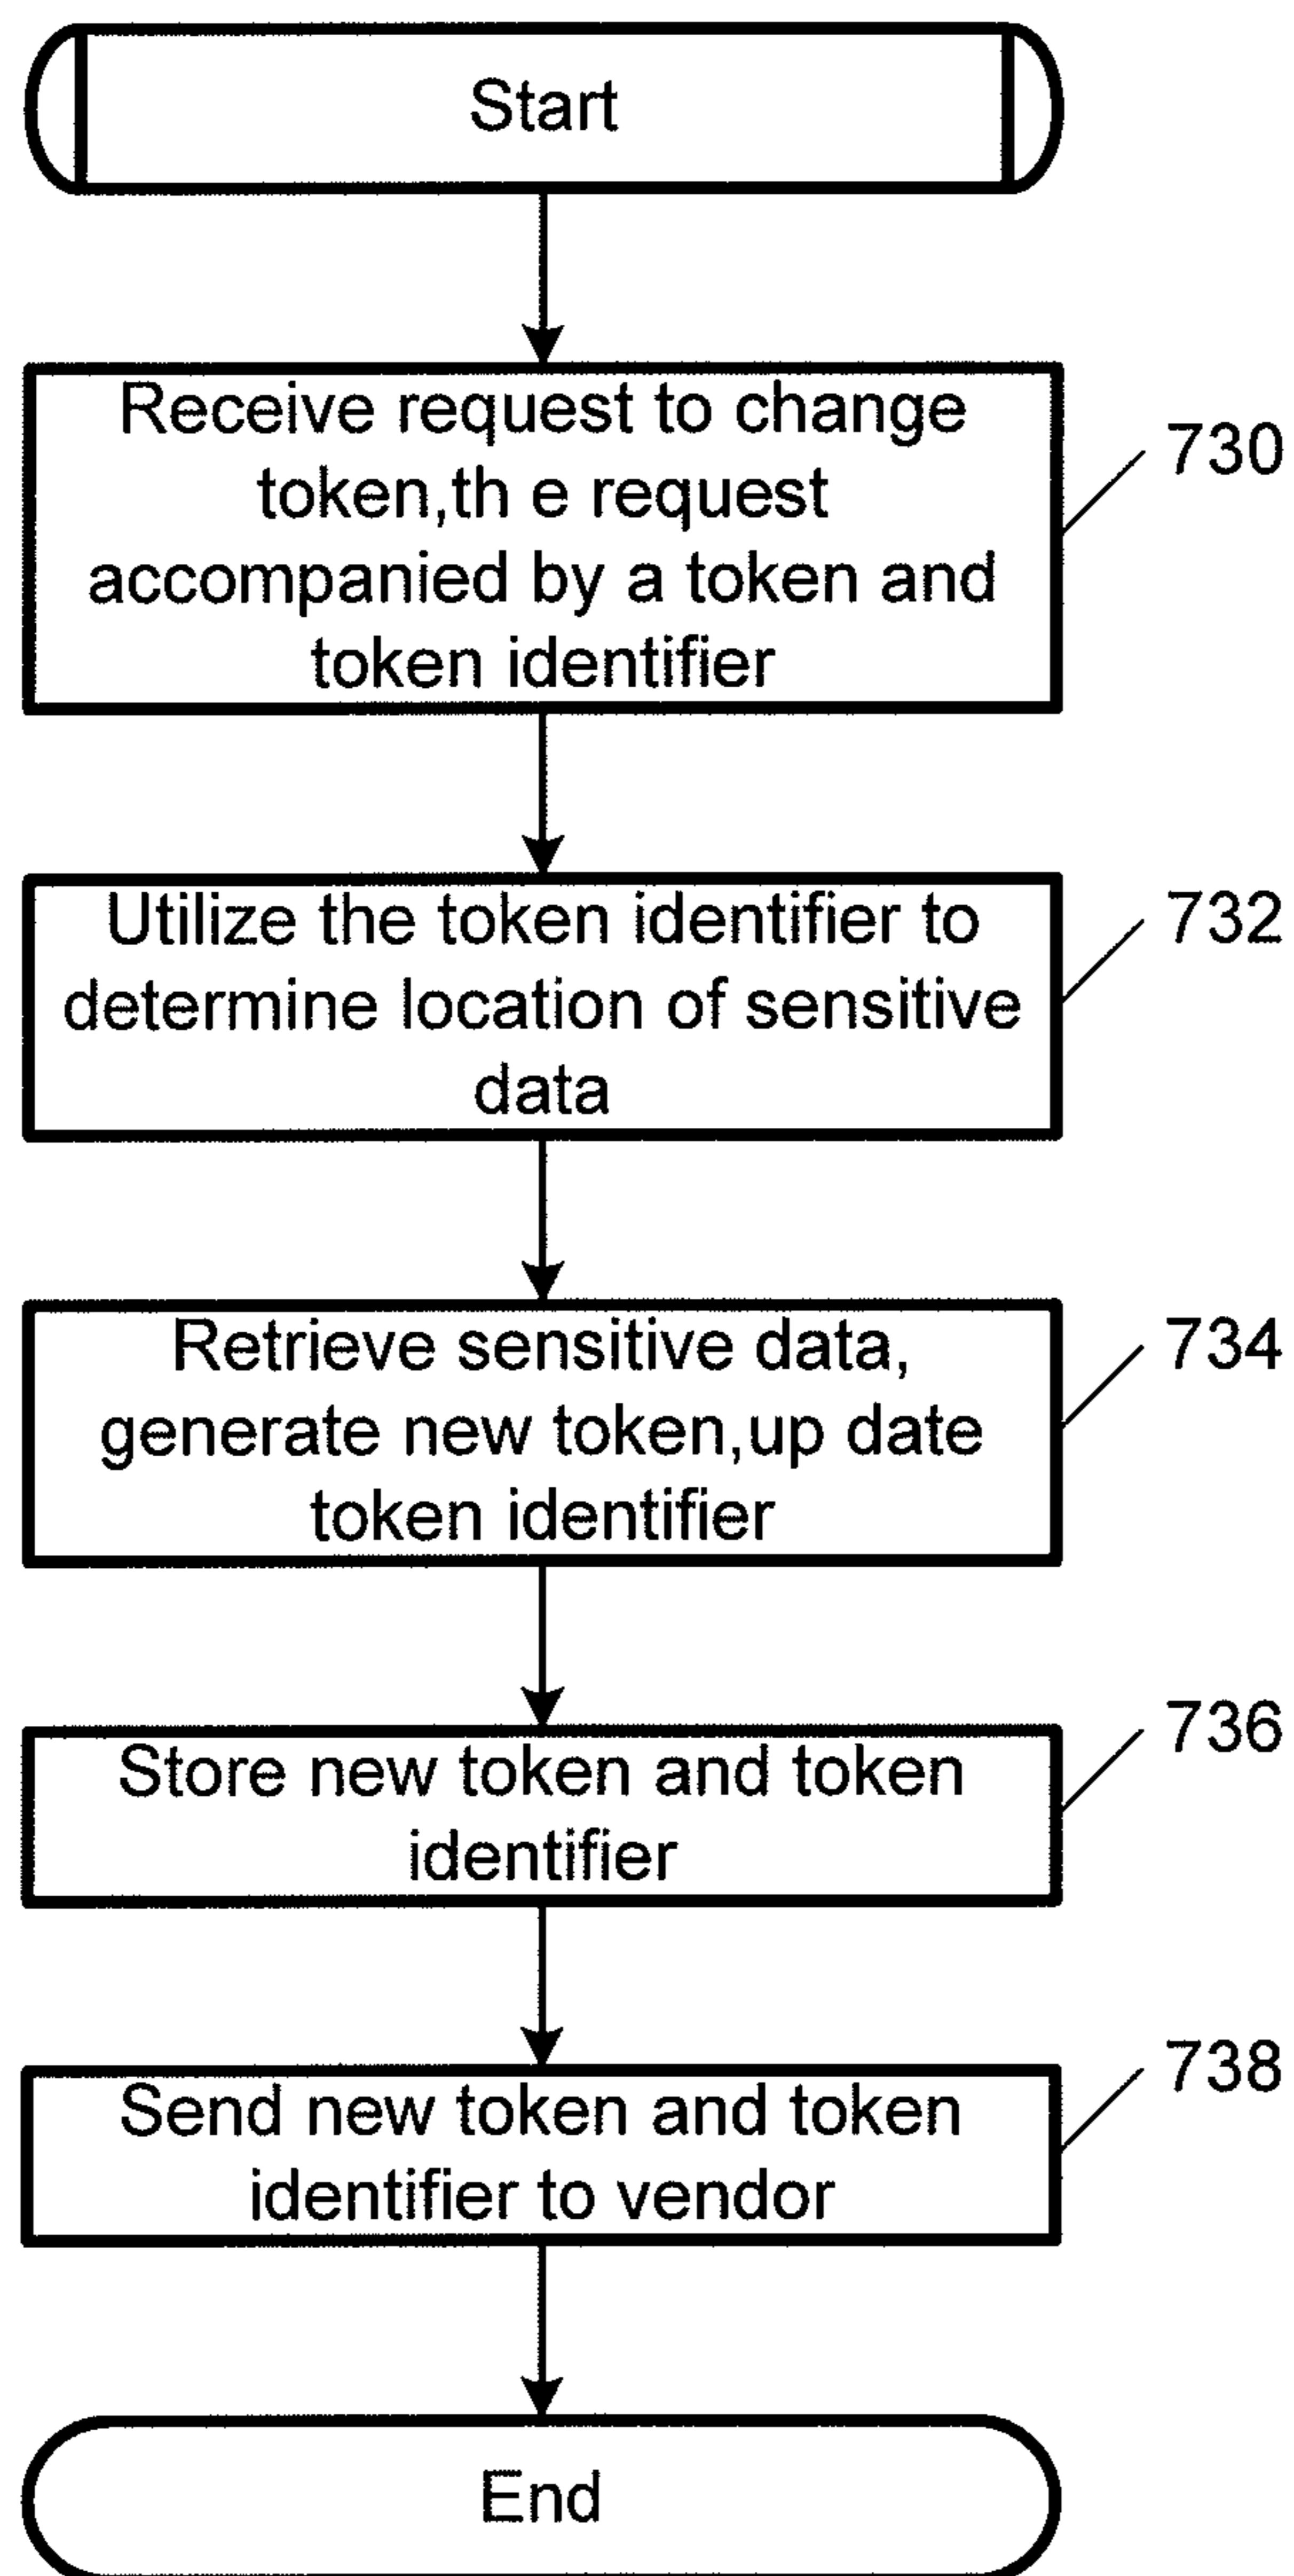 Start
Receive request to change
token,th e request
accompanied by a token and
token identifier
730
Utilize the token identifier to
determine location of sensitive
data
732
Retrieve sensitive data,
generate new token,up date
token identifier
734
Store new token and token
identifier
736
Send new token and token
identifier to vendor
738
End